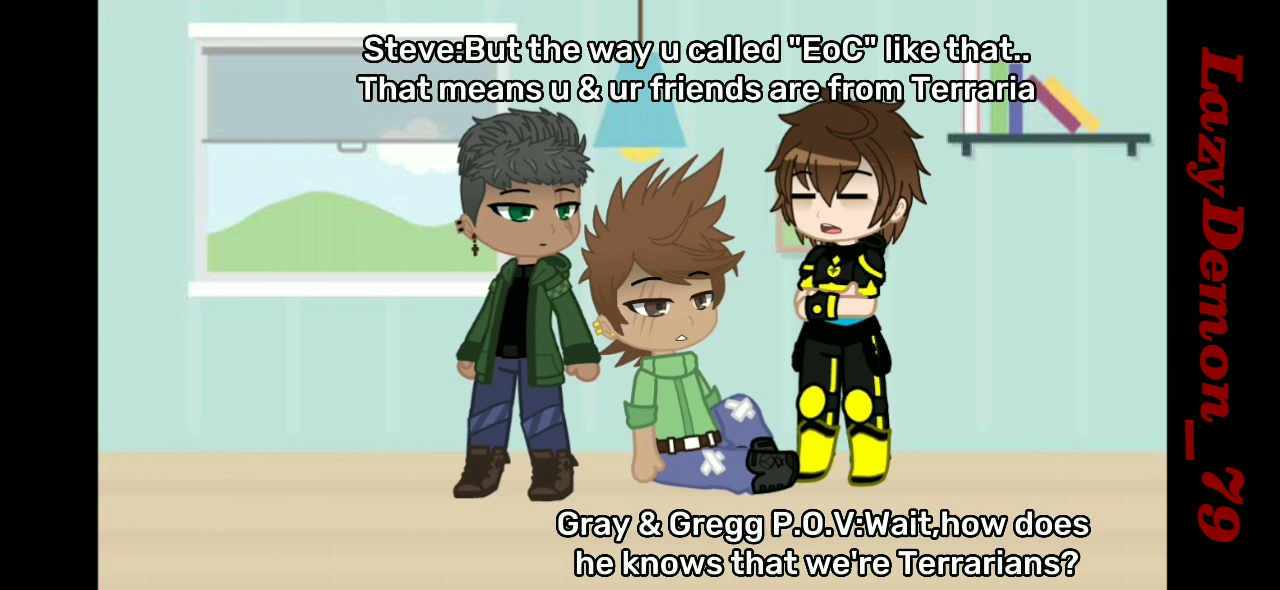 Steve:But the way u called "EoC" like that..
That means u & ur friends are from Terraria
LazyDemon_79
Gray & Gregg P.O.V:Wait,how does
he knows that we're Terrarians?